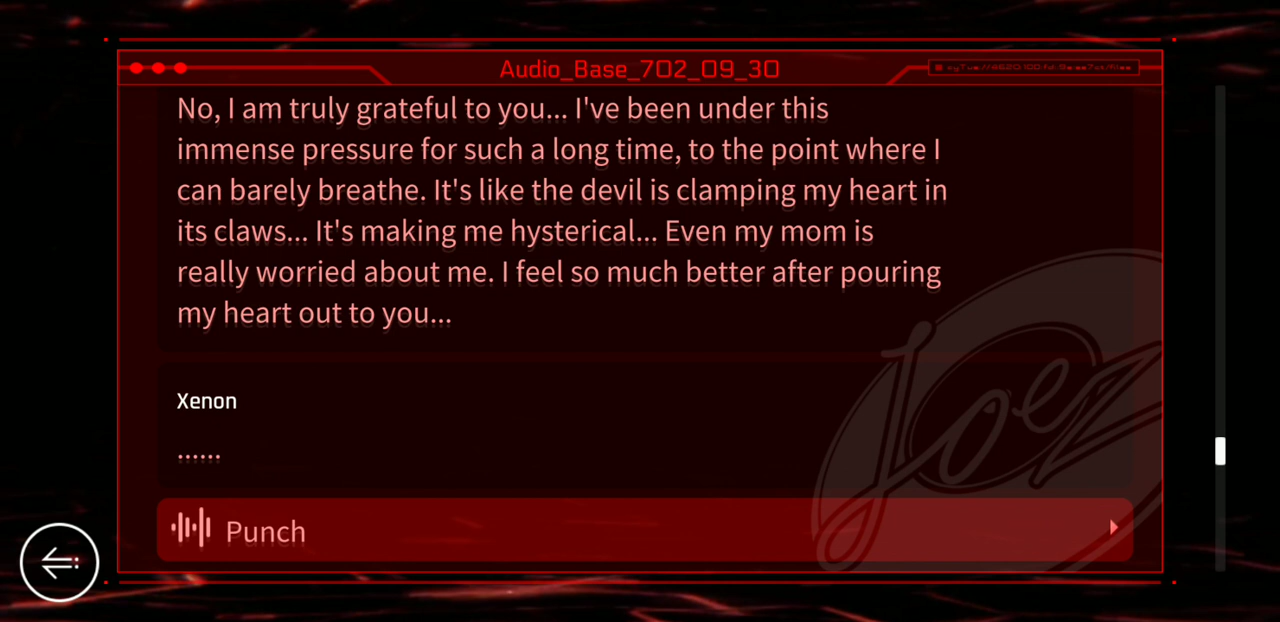 Audio_Base_702_09_30
No, I am truly grateful to you... I've been under this
immense pressure for such a long time, to the point where I
can barely breathe. It's like the devil is clamping my heart in
its claws... It's making me hysterical... Even my mom is
really worried about me. I feel so much better after pouring
my heart out to you...
Xenon
......
Punch
JoeZ